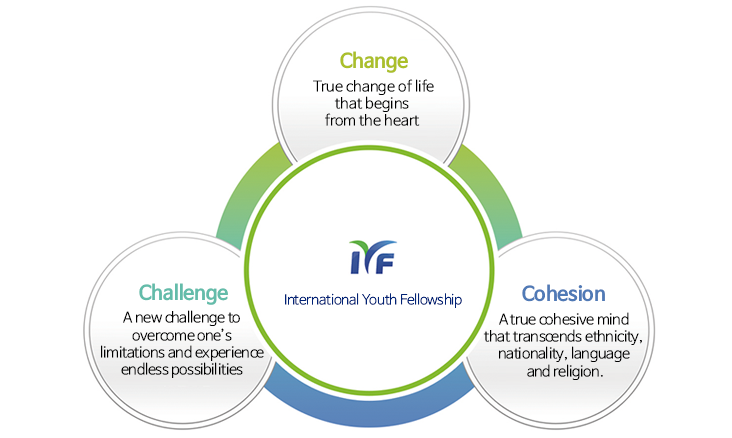 Change
True change of life
that begins
from the heart
IYF
International Youth Fellowship
Challenge
A new challenge to
overcome one's
limitations and experience
endless possibilities
Cohesion
A true cohesive mind
that transcends ethnicity,
nationality, language
and religion.